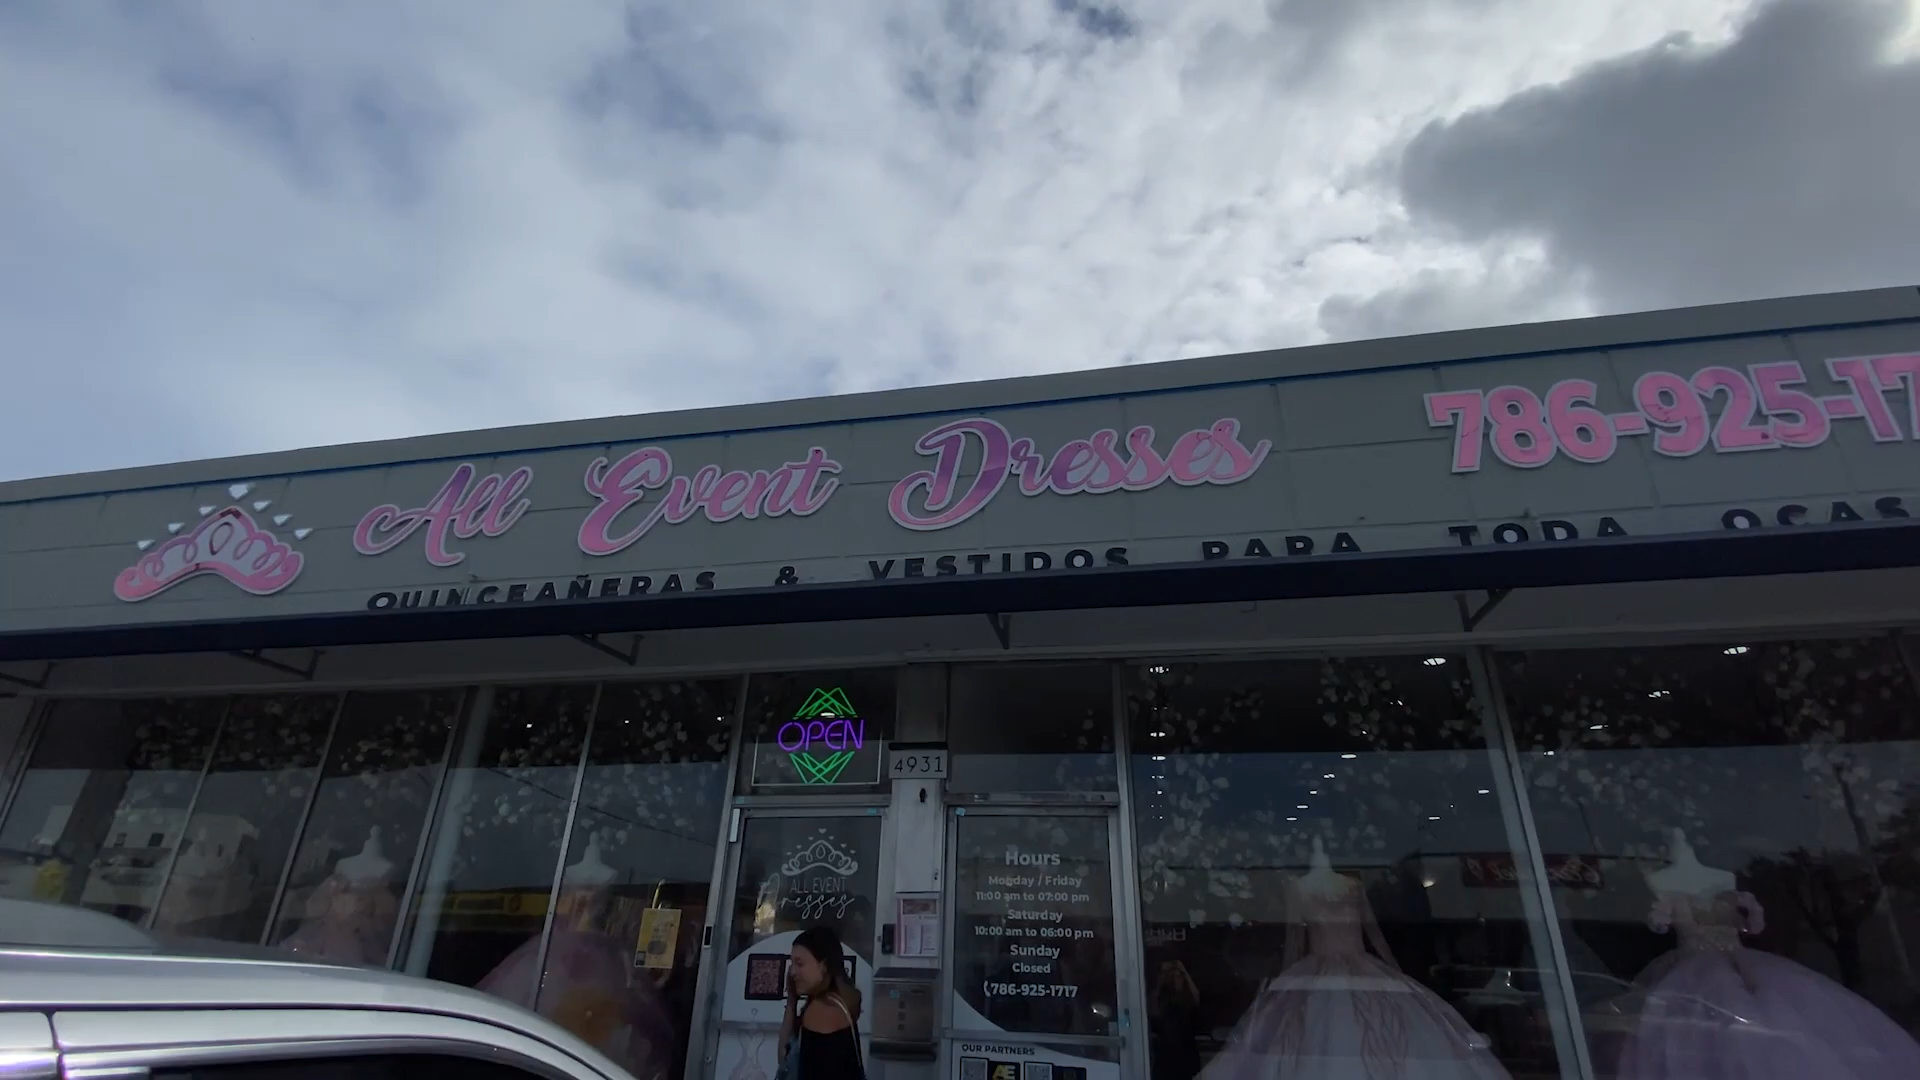 All Event Dresses
786-925-17
QUINCEAÑERAS & VESTIDOS PARA TODA OCAS
OPEN
4931
ALL EVENT
Dresses
Hours
Monday / Friday
11:00 am to 07:00 pm
Saturday
10:00 am to 06:00 pm
Sunday
Closed
786-925-1717
OUR PARTNERS
AE